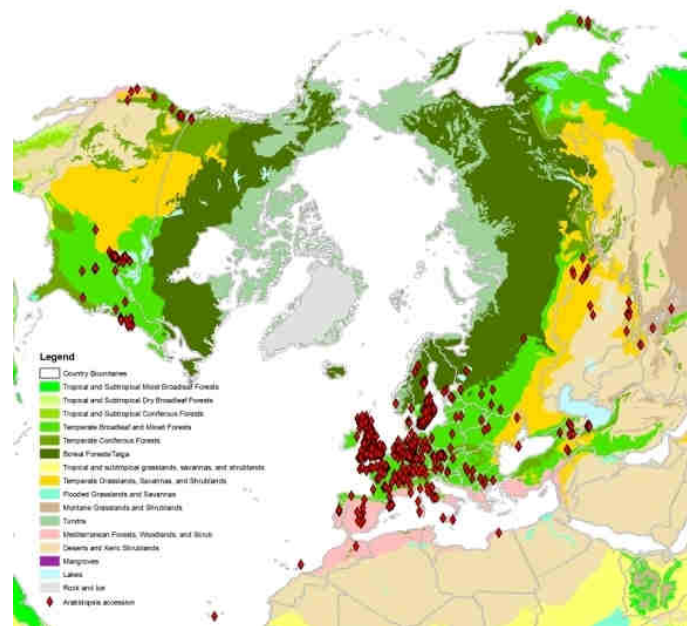 Legend
Country Boundaries
Tropical and Subtropical Moist Broadleaf Forests
Tropical and Subtropical Dry Broadleaf Forests
Tropical and Subtropical Coniferous Forests
Temperate Broadleaf and Mixed Forests
Temperate Coniferous Forests
Boreal Forests/Taiga
Tropical and subtropical grasslands, savannas, and shrublands
Temperate Grasslands, Savannas, and Shrublands
Flooded Grasslands and Savannas
Montane Grasslands and Shrublands
Tundra
Mediterranean Forests, Woodlands, and Scrub
Deserts and Xeric Shrublands
Mangroves
Lakes
Rock and Ice
Arabidopsis accession